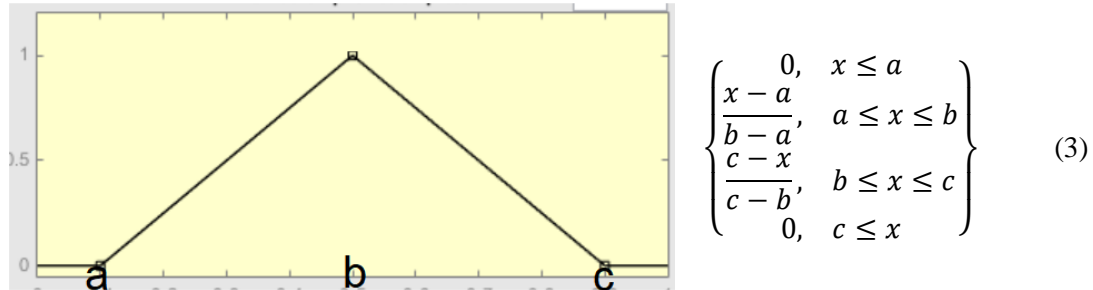 1
0.5
0
a b c
0, x ≤ a
x − a
b − a , a ≤ x ≤ b
c − x
c − b , b ≤ x ≤ c
0, c ≤ x
(3)